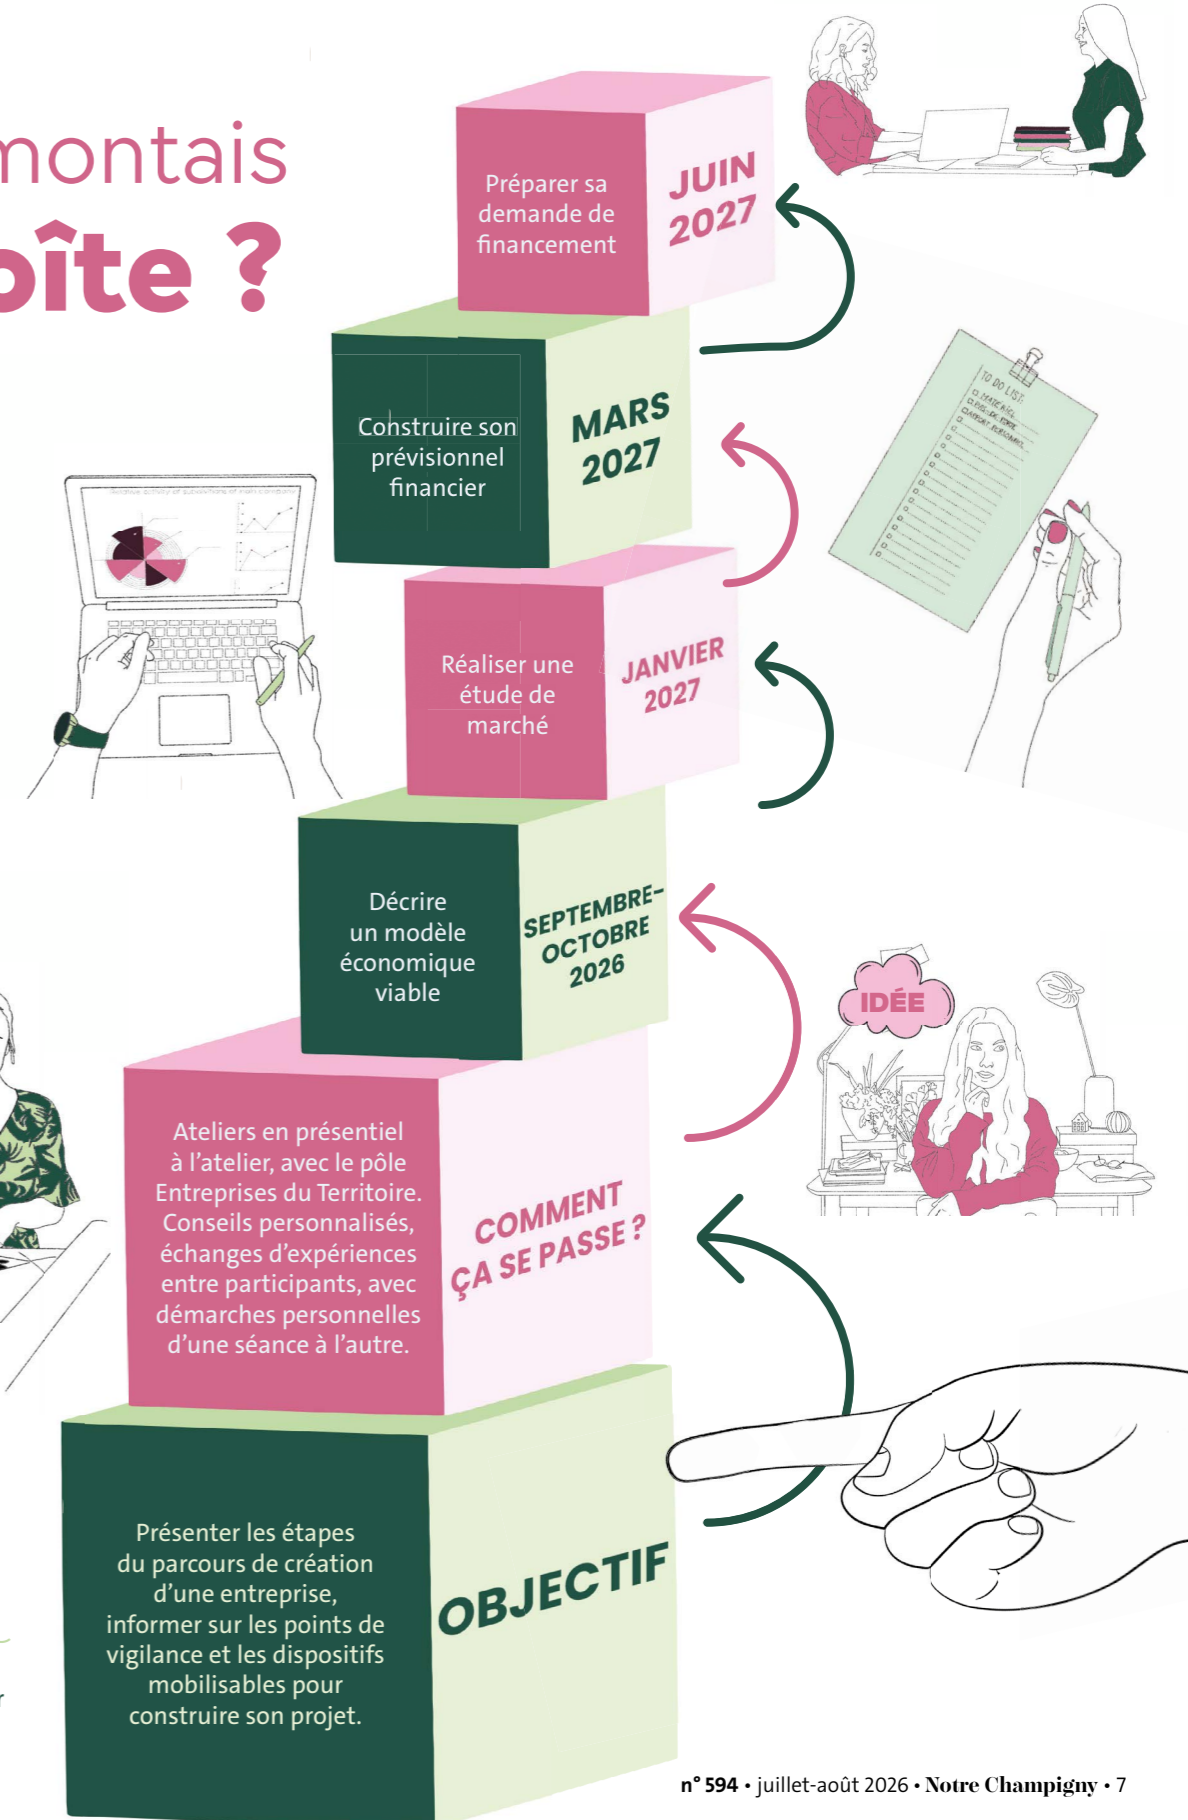 montais
oîte ?
Préparer sa
demande de
financement
JUIN
2027
Construire son
prévisionnel
financier
MARS
2027
TO DO LIST:
Réaliser une
étude de
marché
JANVIER
2027
Décrire
un modèle
économique
viable
SEPTEMBRE-
OCTOBRE
2026
IDÉE
Ateliers en présentiel
à l'atelier, avec le pôle
Entreprises du Territoire.
Conseils personnalisés,
échanges d'expériences
entre participants, avec
démarches personnelles
d'une séance à l'autre.
COMMENT
ÇA SE PASSE ?
Présenter les étapes
du parcours de création
d'une entreprise,
informer sur les points de
vigilance et les dispositifs
mobilisables pour
construire son projet.
OBJECTIF
r
n° 594 • juillet-août 2026 • Notre Champigny • 7